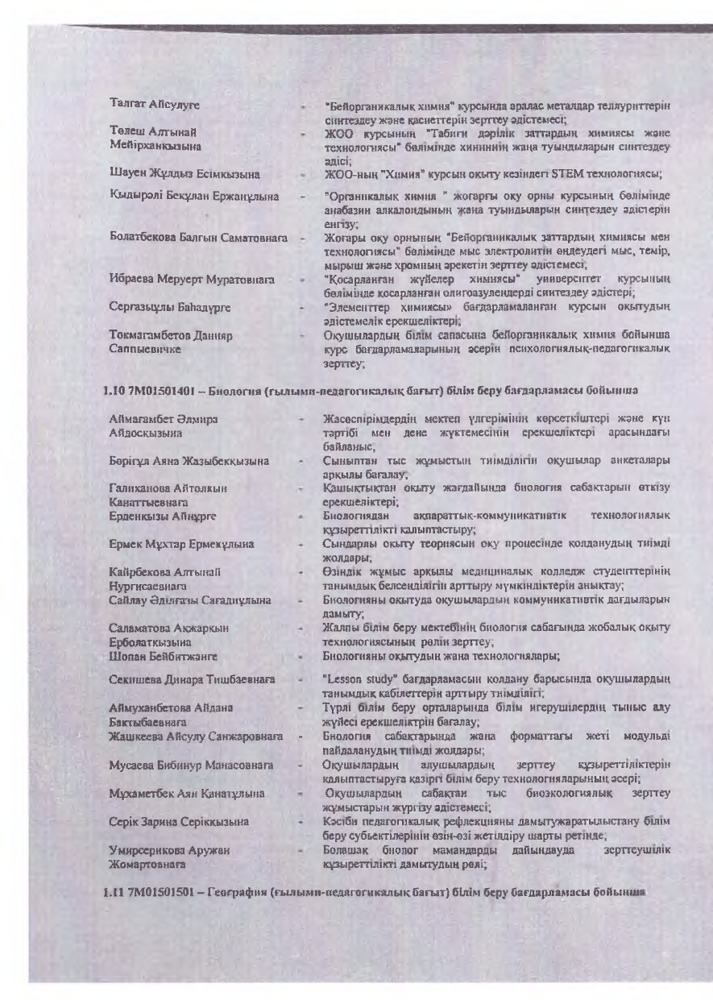 Талгат Айсулуге - "Бейорганикалық химия" курсында аралас металдар теллуриттерін
синтездеу және қасиеттерін зерттеу әдістемесі;
Төлеш Алтынай - ЖОО курсының "Табиғи дәрілік заттардың химиясы және
Мейірханқызына технологиясы" бөлімінде хининнің жаңа туындыларын синтездеу
әдісі;
Шауен Жұлдыз Есімқызына - ЖОО-ның "Химия" курсын оқыту кезіндегі STEM технологиясы;
Қыдырәлі Бекұлан Ержанұлына - "Органикалық химия " жоғарғы оқу орны курсының бөлімінде
анабазин алкалоидының жаңа туындыларын синтездеу әдістерін
енгізу;
Болатбекова Балгын Саматовнаға - Жоғары оқу орнының "Бейорганикалық заттардың химиясы мен
технологиясы" бөлімінде мыс электролитін өңдеудегі мыс, темір,
мырыш және хромның әрекетін зерттеу әдістемесі;
Ибраева Меруерт Муратовнаға - "Қосарланған жүйелер химиясы" университет курсының
бөлімінде қосарланған олигоазулендерді синтездеу әдістері;
Сергазыұлы Баһадүрге - "Элементтер химиясы» бағдарламаланған курсын оқытудың
әдістемелік ерекшеліктері;
Токмагамбетов Данияр - Оқушылардың білім сапасына бейорганикалық химия бойынша
Саппыевичке курс бағдарламаларының әсерін психологиялық-педагогикалық
зерттеу;
1.10 7М01501401 – Биология (ғылыми-педагогикалық бағыт) білім беру бағдарламасы бойынша
Аймагамбет Әлмира - Жасөспірімдердің мектеп үлгерімінің көрсеткіштері және күн
Айдосқызына тәртібі мен дене жүктемесінің ерекшеліктері арасындағы
байланыс;
Бөрігұл Аяна Жазыбекқызына - Сыныптан тыс жұмыстың тиімділігін оқушылар анкеталары
арқылы бағалау;
Галиханова Айтолкын - Қашықтықтан оқыту жағдайында биология сабақтарын өткізу
Канаттыевнаға ерекшеліктері;
Ерденкызы Айнұрге - Биологиядан ақпараттық-коммуникативтік технологиялық
құзыреттілікті қалыптастыру;
Ермек Мұхтар Ермекұлына - Сындарлы оқыту теориясын оқу процесінде қолданудың тиімді
жолдары;
Кайрбекова Алтынай - Өзіндік жұмыс арқылы медициналық колледж студенттерінің
Нургисаевнаға танымдық белсенділігін арттыру мүмкіндіктерін анықтау;
Сайлау Әділғазы Сагадиұлына - Биологияны оқытуда оқушылардың коммуникативтік дағдыларын
дамыту;
Саламатова Ақжарқын - Жалпы білім беру мектебінің биология сабағында жобалық оқыту
Ерболатқызына технологиясының рөлін зерттеу;
Шопан Бейбитжанге - Биологияны оқытудың жаңа технологиялары;
Секишева Динара Тишбаевнаға - "Lesson study" бағдарламасын қолдану барысында оқушылардың
танымдық қабілеттерін арттыру тиімділігі;
Аймуханбетова Айдана - Түрлі білім беру орталарында білім игерушілердің тыныс алу
Бактыбаевнаға жүйесі ерекшеліктрін бағалау;
Жашкеева Айсулу Санжаровнаға - Биология сабақтарында жаңа форматтағы жеті модульді
пайдаланудың тиімді жолдары;
Мусаева Бибинур Манасовнаға - Оқушылардың алушылардың зерттеу құзыреттіліктерін
қалыптастыруға қазіргі білім беру технологияларының әсері;
Мұхаметбек Аян Қанатұлына - Оқушылардың сабақтан тыс биоэкологиялық зерттеу
жұмыстарын жүргізу әдістемесі;
Серік Зарина Серікқызына - Кәсіби педагогикалық рефлекцияны дамытужаратылыстану білім
беру субъектілерінің өзін-өзі жетілдіру шарты ретінде;
Умирсерикова Аружан - Болашақ биолог мамандарды дайындауда зерттеушілік
Жомартовнаға құзыреттілікті дамытудың рөлі;
1.11 7М01501501 – География (ғылыми-педагогикалық бағыт) білім беру бағдарламасы бойынша